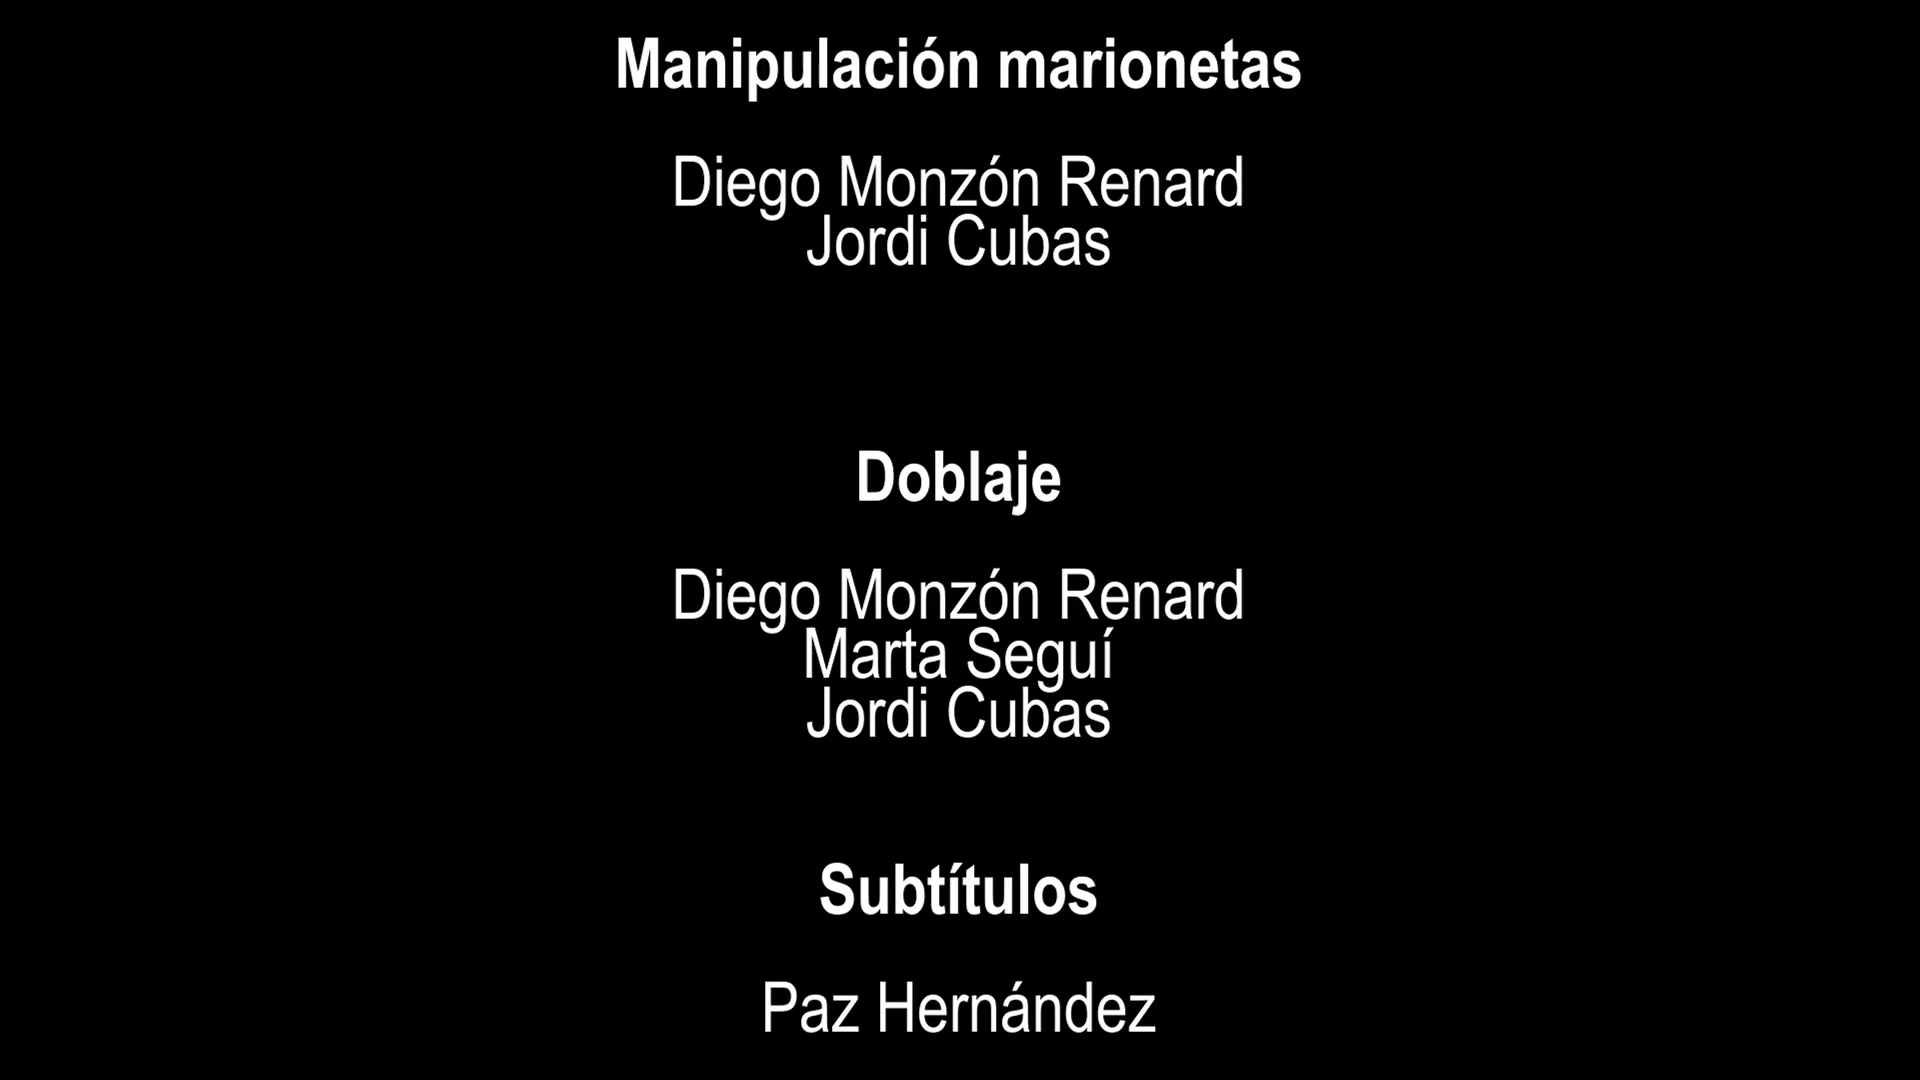 Manipulación marionetas
Diego Monzón Renard
Jordi Cubas
Doblaje
Diego Monzón Renard
Marta Seguí
Jordi Cubas
Subtítulos
Paz Hernández